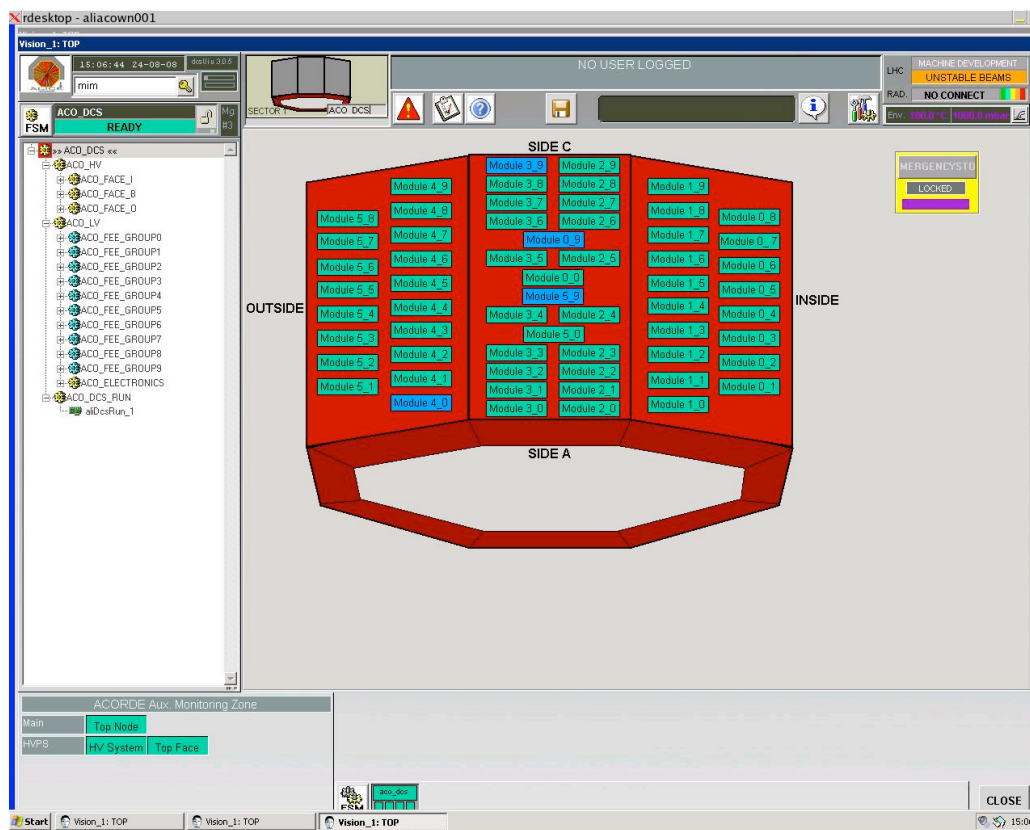 rdesktop - aliacown001
Vision_1: TOP
15:06:44 24-08-08
mim
NO USER LOGGED
LHC
MACHINE DEVELOPMENT
UNSTABLE BEAMS
RAD.
NO CONNECT
Env. 100.0 °C 1000.0 mbar
FSM
ACO_DCS
READY
Mg
#3
SECTOR 1
ACO DCS
>> ACO_DCS <<
ACO_HV
ACO_FACE_I
ACO_FACE_B
ACO_FACE_O
ACO_LV
ACO_FEE_GROUP0
ACO_FEE_GROUP1
ACO_FEE_GROUP2
ACO_FEE_GROUP3
ACO_FEE_GROUP4
ACO_FEE_GROUP5
ACO_FEE_GROUP6
ACO_FEE_GROUP7
ACO_FEE_GROUP8
ACO_FEE_GROUP9
ACO_ELECTRONICS
ACO_DCS_RUN
aliDcsRun_1
SIDE C
OUTSIDE
Module 5_8
Module 5_7
Module 5_6
Module 5_5
Module 5_4
Module 5_3
Module 5_2
Module 5_1
Module 4_9
Module 4_8
Module 4_7
Module 4_6
Module 4_5
Module 4_4
Module 4_3
Module 4_2
Module 4_1
Module 4_0
Module 3_9 Module 2_9
Module 3_8 Module 2_8
Module 3_7 Module 2_7
Module 3_6 Module 2_6
Module 0_9
Module 3_5 Module 2_5
Module 0_0
Module 5_9
Module 3_4 Module 2_4
Module 5_0
Module 3_3 Module 2_3
Module 3_2 Module 2_2
Module 3_1 Module 2_1
Module 3_0 Module 2_0
Module 1_9
Module 1_8
Module 1_7
Module 1_6
Module 1_5
Module 1_4
Module 1_3
Module 1_2
Module 1_1
Module 1_0
Module 0_8
Module 0_7
Module 0_6
Module 0_5
Module 0_4
Module 0_3
Module 0_2
Module 0_1
INSIDE
SIDE A
MERGENCYSTO
LOCKED
ACORDE Aux. Monitoring Zone
Main
Top Node
HVPS
HV System
Top Face
FSM
aco_dcs
CLOSE
Start
Vision_1: TOP
Vision_1: TOP
Vision_1: TOP